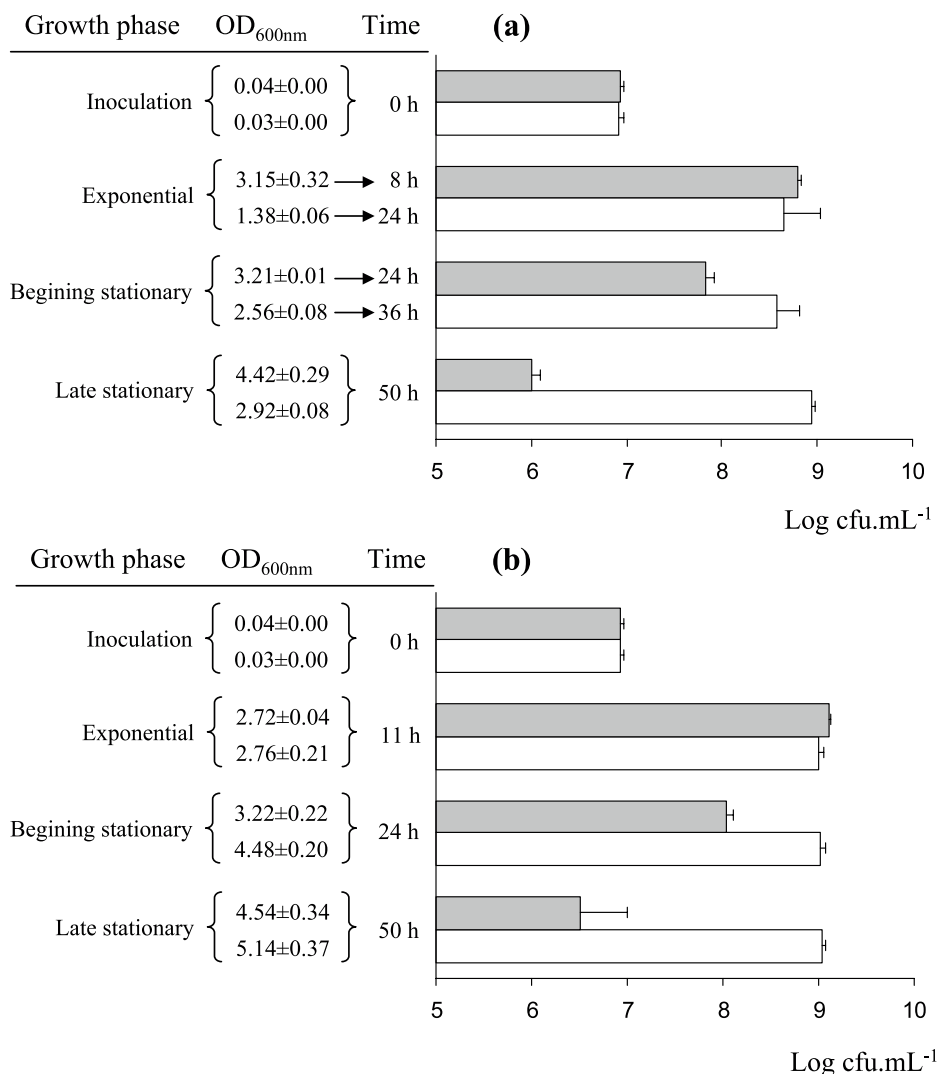 Growth phase OD600nm Time (a)
Inoculation { 0.04±0.00 } 0 h
0.03±0.00
Exponential { 3.15±0.32 → 8 h
1.38±0.06 → 24 h
Begining stationary { 3.21±0.01 → 24 h
2.56±0.08 → 36 h
Late stationary { 4.42±0.29 } 50 h
2.92±0.08
5 6 7 8 9 10
Log cfu.mL-1
Growth phase OD600nm Time (b)
Inoculation { 0.04±0.00 } 0 h
0.03±0.00
Exponential { 2.72±0.04 } 11 h
2.76±0.21
Begining stationary { 3.22±0.22 } 24 h
4.48±0.20
Late stationary { 4.54±0.34 } 50 h
5.14±0.37
5 6 7 8 9 10
Log cfu.mL-1